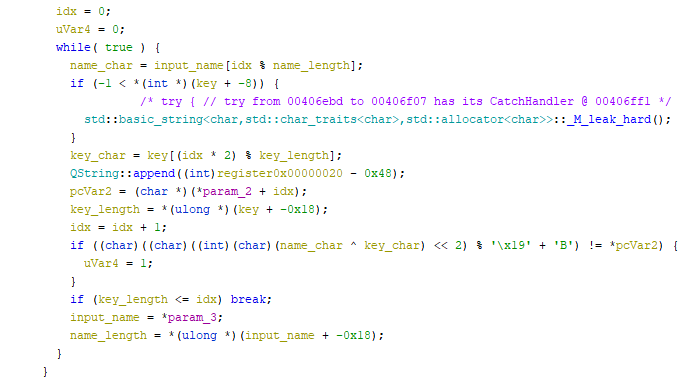 idx = 0;
uVar4 = 0;
while( true ) {
name_char = input_name[idx % name_length];
if (-1 < *(int *)(key + -8)) {
/* try { // try from 00406ebd to 00406f07 has its CatchHandler @ 00406ff1 */
std::basic_string<char,std::char_traits<char>,std::allocator<char>>::_M_leak_hard();
}
key_char = key[(idx * 2) % key_length];
QString::append((int)register0x00000020 - 0x48);
pcVar2 = (char *)(*param_2 + idx);
key_length = *(ulong *)(key + -0x18);
idx = idx + 1;
if ((char)((char)((int)(char)(name_char ^ key_char) << 2) % '\x19' + 'B') != *pcVar2) {
uVar4 = 1;
}
if (key_length <= idx) break;
input_name = *param_3;
name_length = *(ulong *)(input_name + -0x18);
}
}